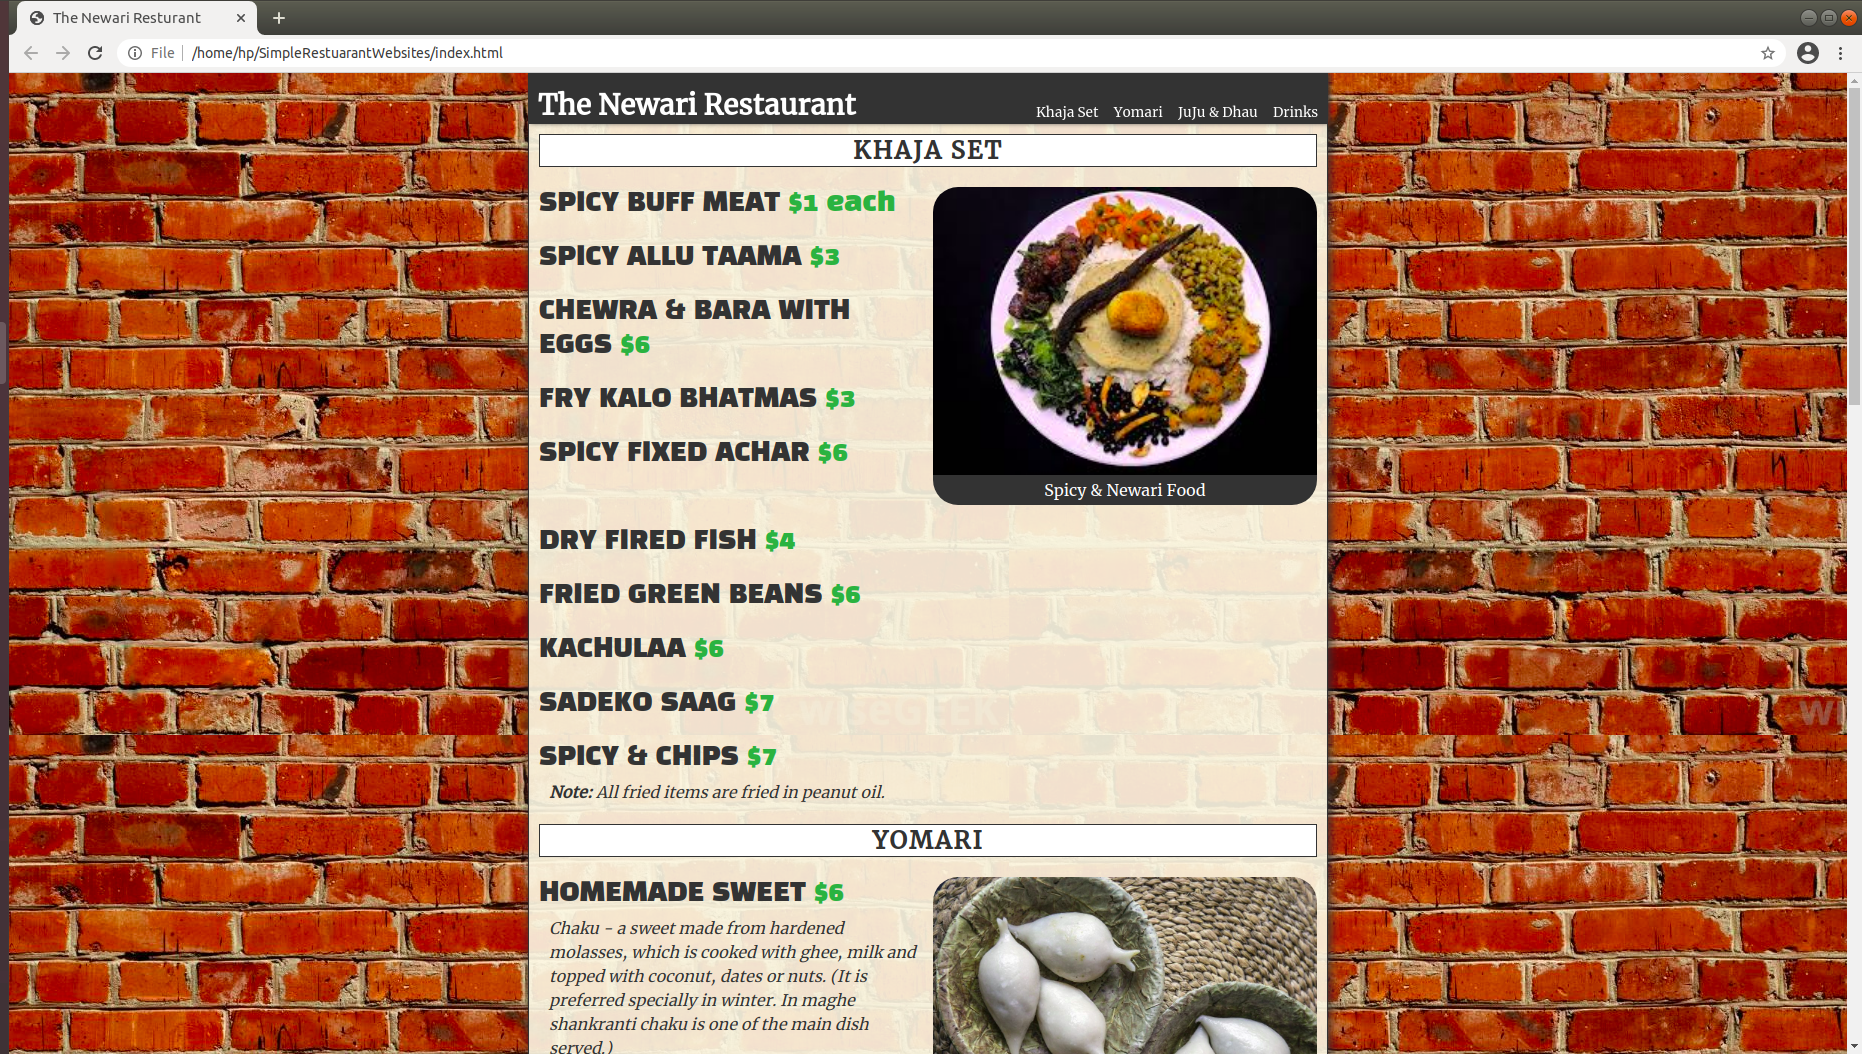 The Newari Resturant
File
/home/hp/SimpleRestuarantWebsites/index.html
The Newari Restaurant
Khaja Set Yomari JuJu & Dhau Drinks
KHAJA SET
SPICY BUFF MEAT $1 each
SPICY ALLU TAAMA $3
CHEWRA & BARA WITH
EGGS $6
FRY KALO BHATMAS $3
SPICY FIXED ACHAR $6
Spicy & Newari Food
DRY FIRED FISH $4
FRIED GREEN BEANS $6
KACHULAA $6
SADEKO SAAG $7
SPICY & CHIPS $7
Note: All fried items are fried in peanut oil.
YOMARI
HOMEMADE SWEET $6
Chaku - a sweet made from hardened
molasses, which is cooked with ghee, milk and
topped with coconut, dates or nuts. (It is
preferred specially in winter. In maghe
shankranti chaku is one of the main dish
served.)